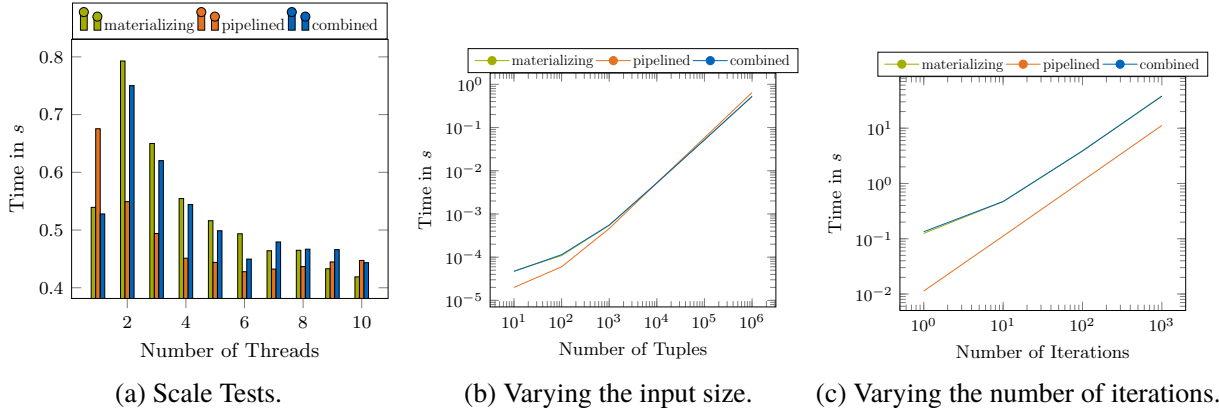 materializing pipelined combined
0.8
0.7
0.6
0.5
0.4
Time in s
2 4 6 8 10
Number of Threads
(a) Scale Tests.
materializing pipelined combined
10^0
10^−1
10^−2
10^−3
10^−4
10^−5
Time in s
10^1 10^2 10^3 10^4 10^5 10^6
Number of Tuples
(b) Varying the input size.
materializing pipelined combined
10^1
10^0
10^−1
10^−2
Time in s
10^0 10^1 10^2 10^3
Number of Iterations
(c) Varying the number of iterations.